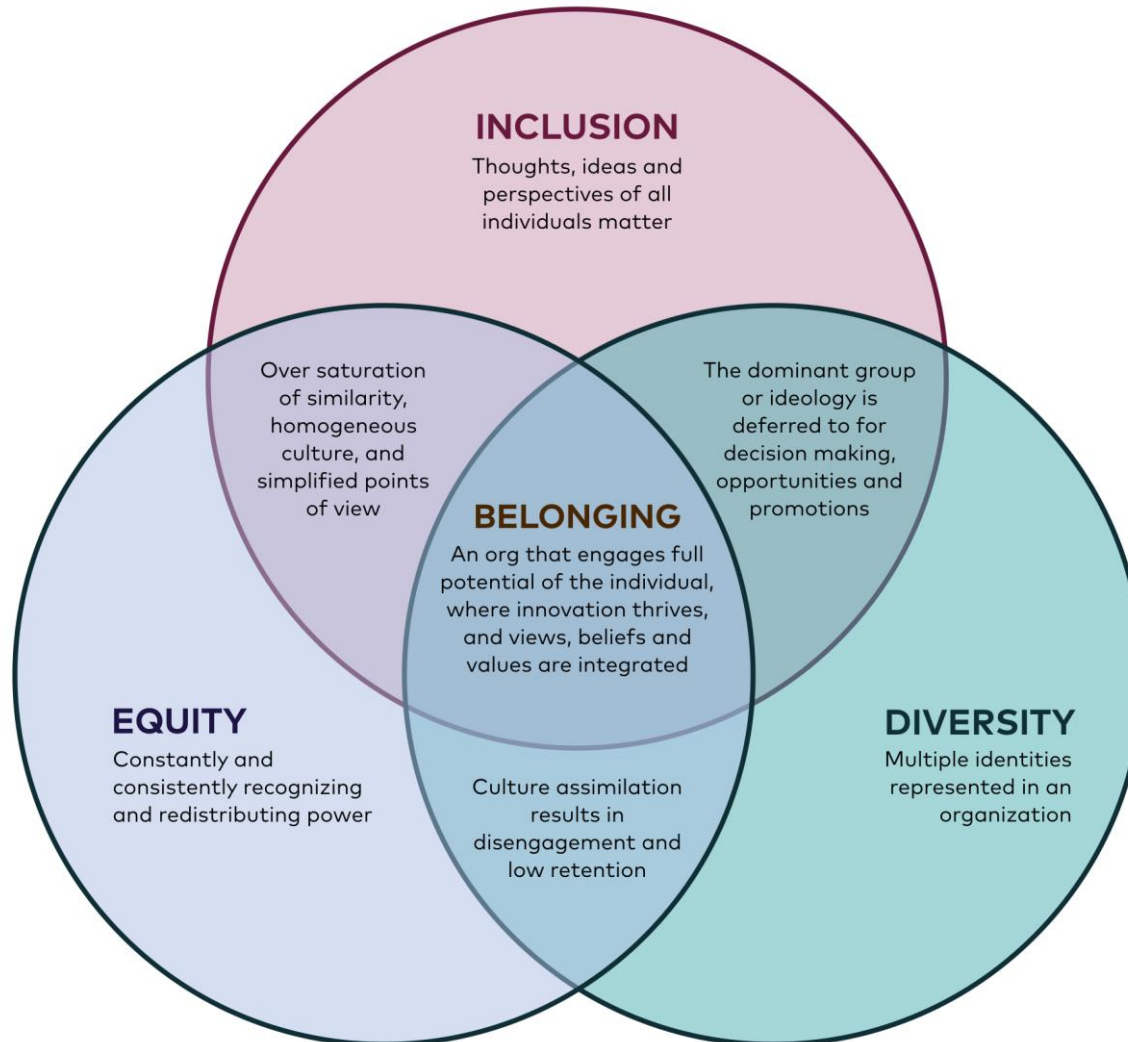 INCLUSION
Thoughts, ideas and
perspectives of all
individuals matter
Over saturation
of similarity,
homogeneous
culture, and
simplified points
of view
The dominant group
or ideology is
deferred to for
decision making,
opportunities and
promotions
BELONGING
An org that engages full
potential of the individual,
where innovation thrives,
and views, beliefs and
values are integrated
EQUITY
Constantly and
consistently recognizing
and redistributing power
DIVERSITY
Multiple identities
represented in an
organization
Culture assimilation
results in
disengagement and
low retention